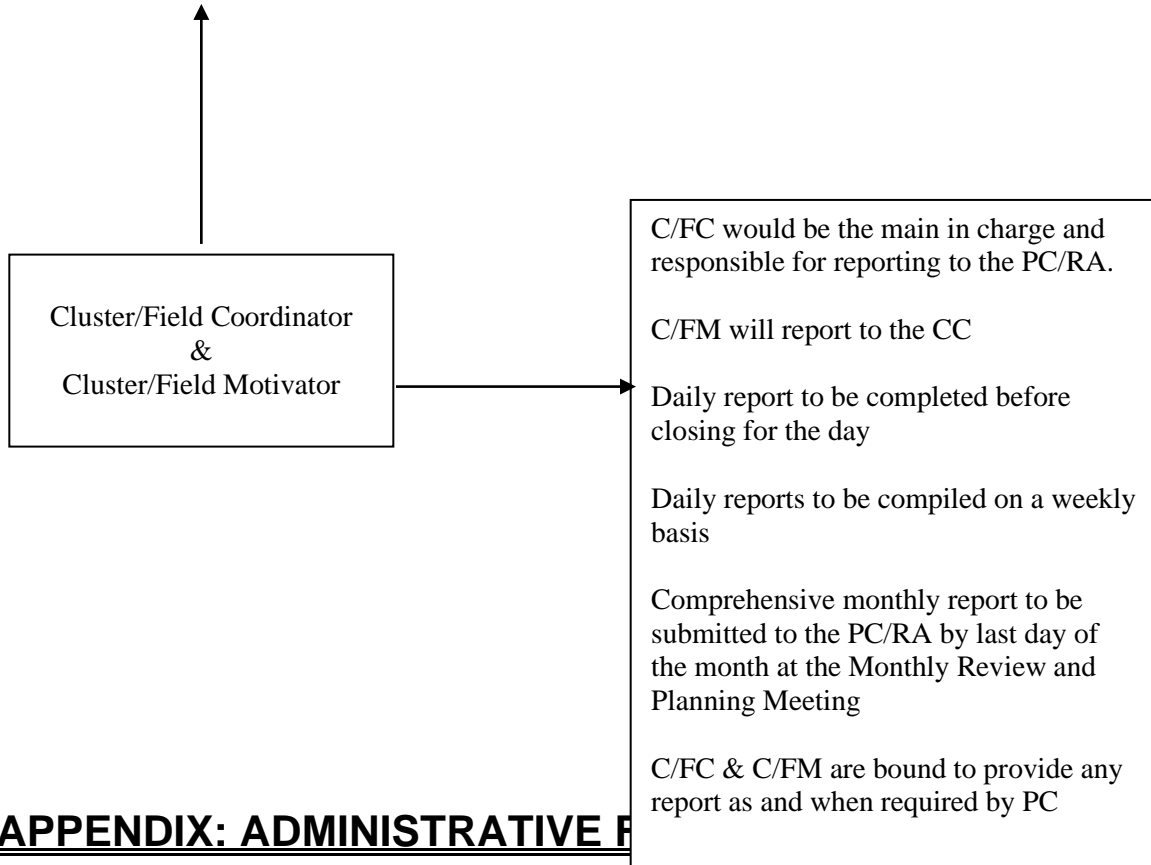 Cluster/Field Coordinator
&
Cluster/Field Motivator
C/FC would be the main in charge and
responsible for reporting to the PC/RA.
C/FM will report to the CC
Daily report to be completed before
closing for the day
Daily reports to be compiled on a weekly
basis
Comprehensive monthly report to be
submitted to the PC/RA by last day of
the month at the Monthly Review and
Planning Meeting
C/FC & C/FM are bound to provide any
report as and when required by PC
APPENDIX: ADMINISTRATIVE